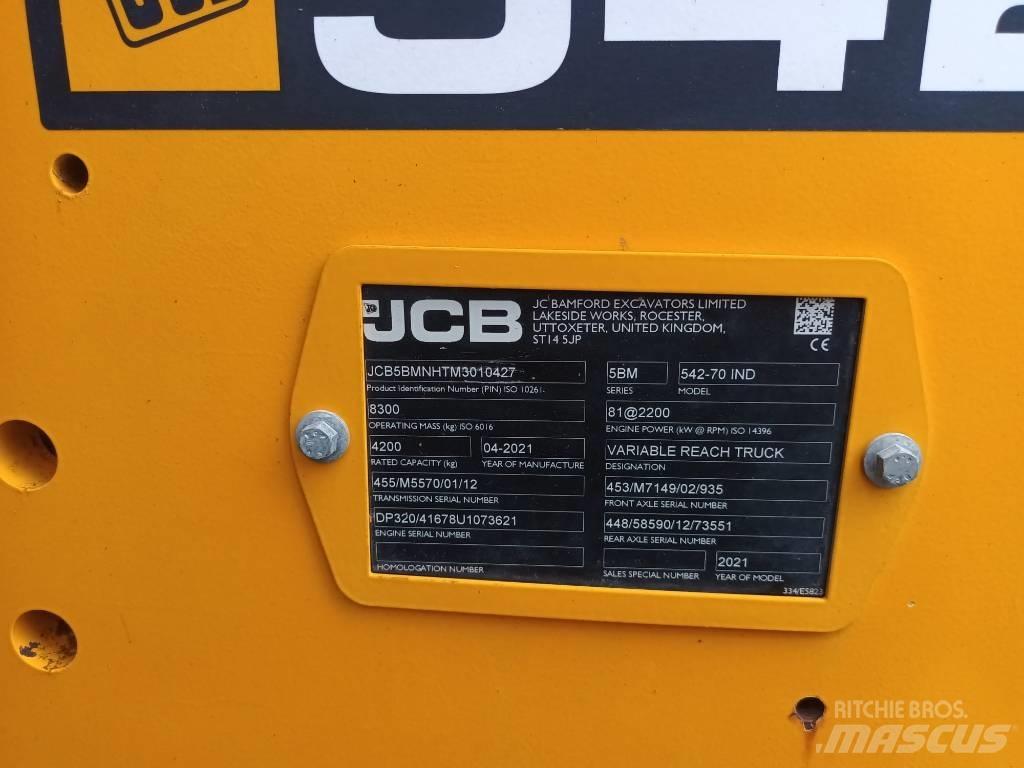 JCB
JC BAMFORD EXCAVATORS LIMITED
LAKESIDE WORKS, ROCESTER,
UTTOXETER, UNITED KINGDOM,
ST14 5JP
CE
JCB5BMNHTM3010427
Product Identification Number (PIN) ISO 10261-
5BM
SERIES
542-70 IND
MODEL
8300
OPERATING MASS (kg) ISO 6016
81@2200
ENGINE POWER (kW @ RPM) ISO 14396
4200
RATED CAPACITY (kg)
04-2021
YEAR OF MANUFACTURE
VARIABLE REACH TRUCK
DESIGNATION
455/M5570/01/12
TRANSMISSION SERIAL NUMBER
453/M7149/02/935
FRONT AXLE SERIAL NUMBER
DP320/41678U1073621
ENGINE SERIAL NUMBER
448/58590/12/73551
REAR AXLE SERIAL NUMBER
HOMOLOGATION NUMBER
SALES SPECIAL NUMBER
2021
YEAR OF MODEL
334/E5823
RITCHIE BROS.
MASCUS